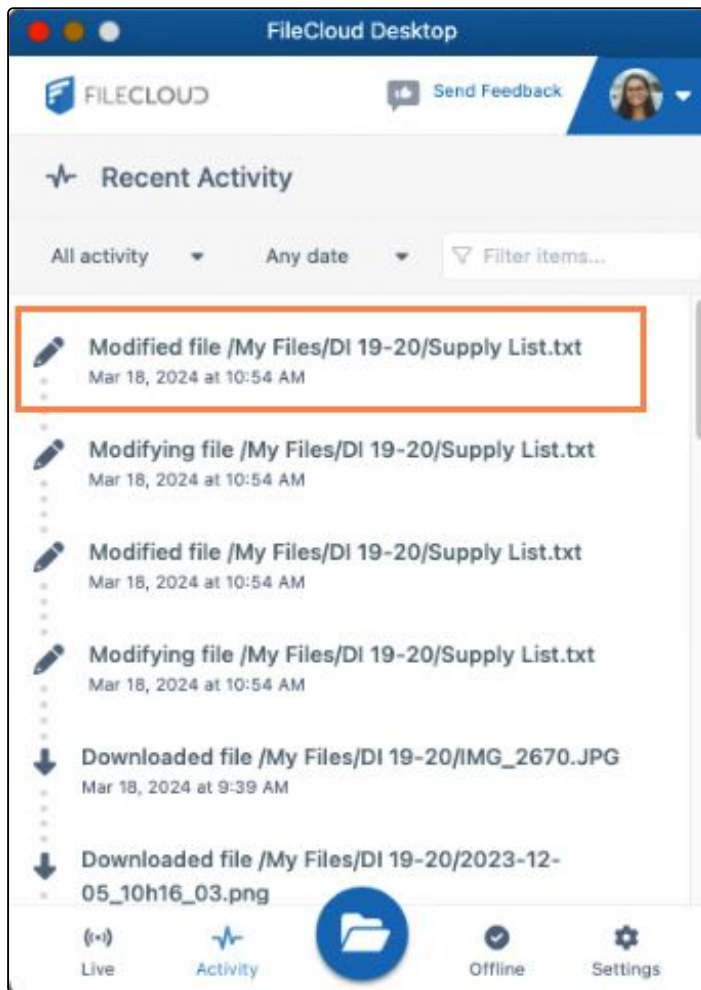 FileCloud Desktop
FILECLOUD
Send Feedback
Recent Activity
All activity
Any date
Filter items...
Modified file /My Files/DI 19-20/Supply List.txt
Mar 18, 2024 at 10:54 AM
Modifying file /My Files/DI 19-20/Supply List.txt
Mar 18, 2024 at 10:54 AM
Modified file /My Files/DI 19-20/Supply List.txt
Mar 18, 2024 at 10:54 AM
Modifying file /My Files/DI 19-20/Supply List.txt
Mar 18, 2024 at 10:54 AM
Downloaded file /My Files/DI 19-20/IMG_2670.JPG
Mar 18, 2024 at 9:39 AM
Downloaded file /My Files/DI 19-20/2023-12-
05_10h16_03.png
Live
Activity
Offline
Settings